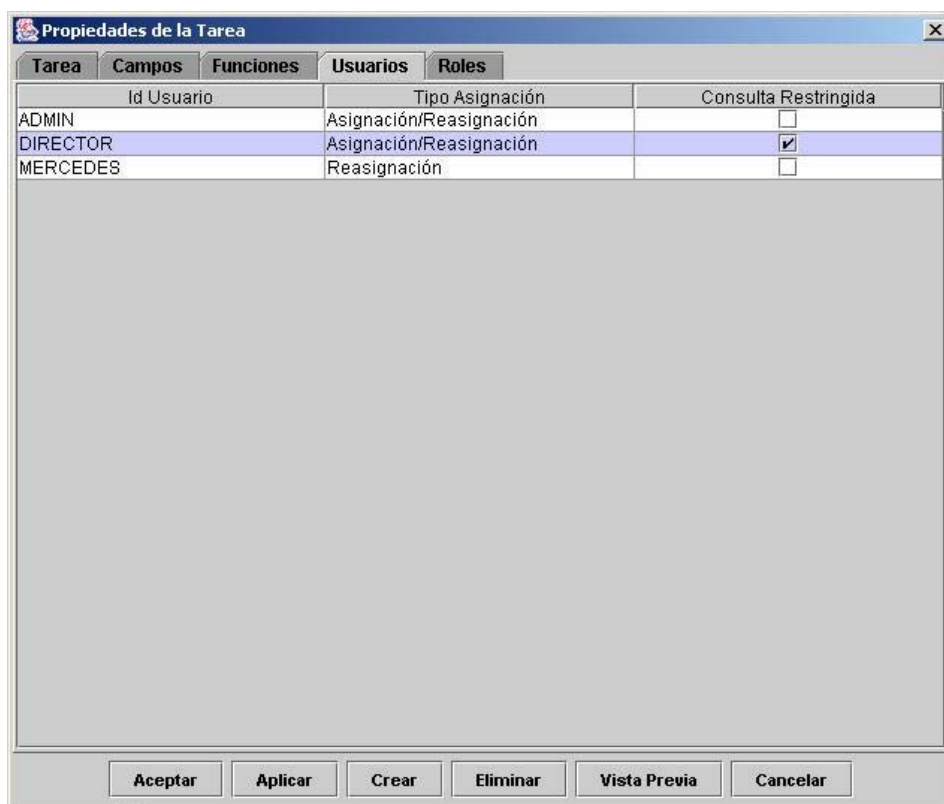 Propiedades de la Tarea
Tarea Campos Funciones Usuarios Roles
Id Usuario Tipo Asignación Consulta Restringida
ADMIN Asignación/Reasignación
DIRECTOR Asignación/Reasignación
MERCEDES Reasignación
Aceptar Aplicar Crear Eliminar Vista Previa Cancelar